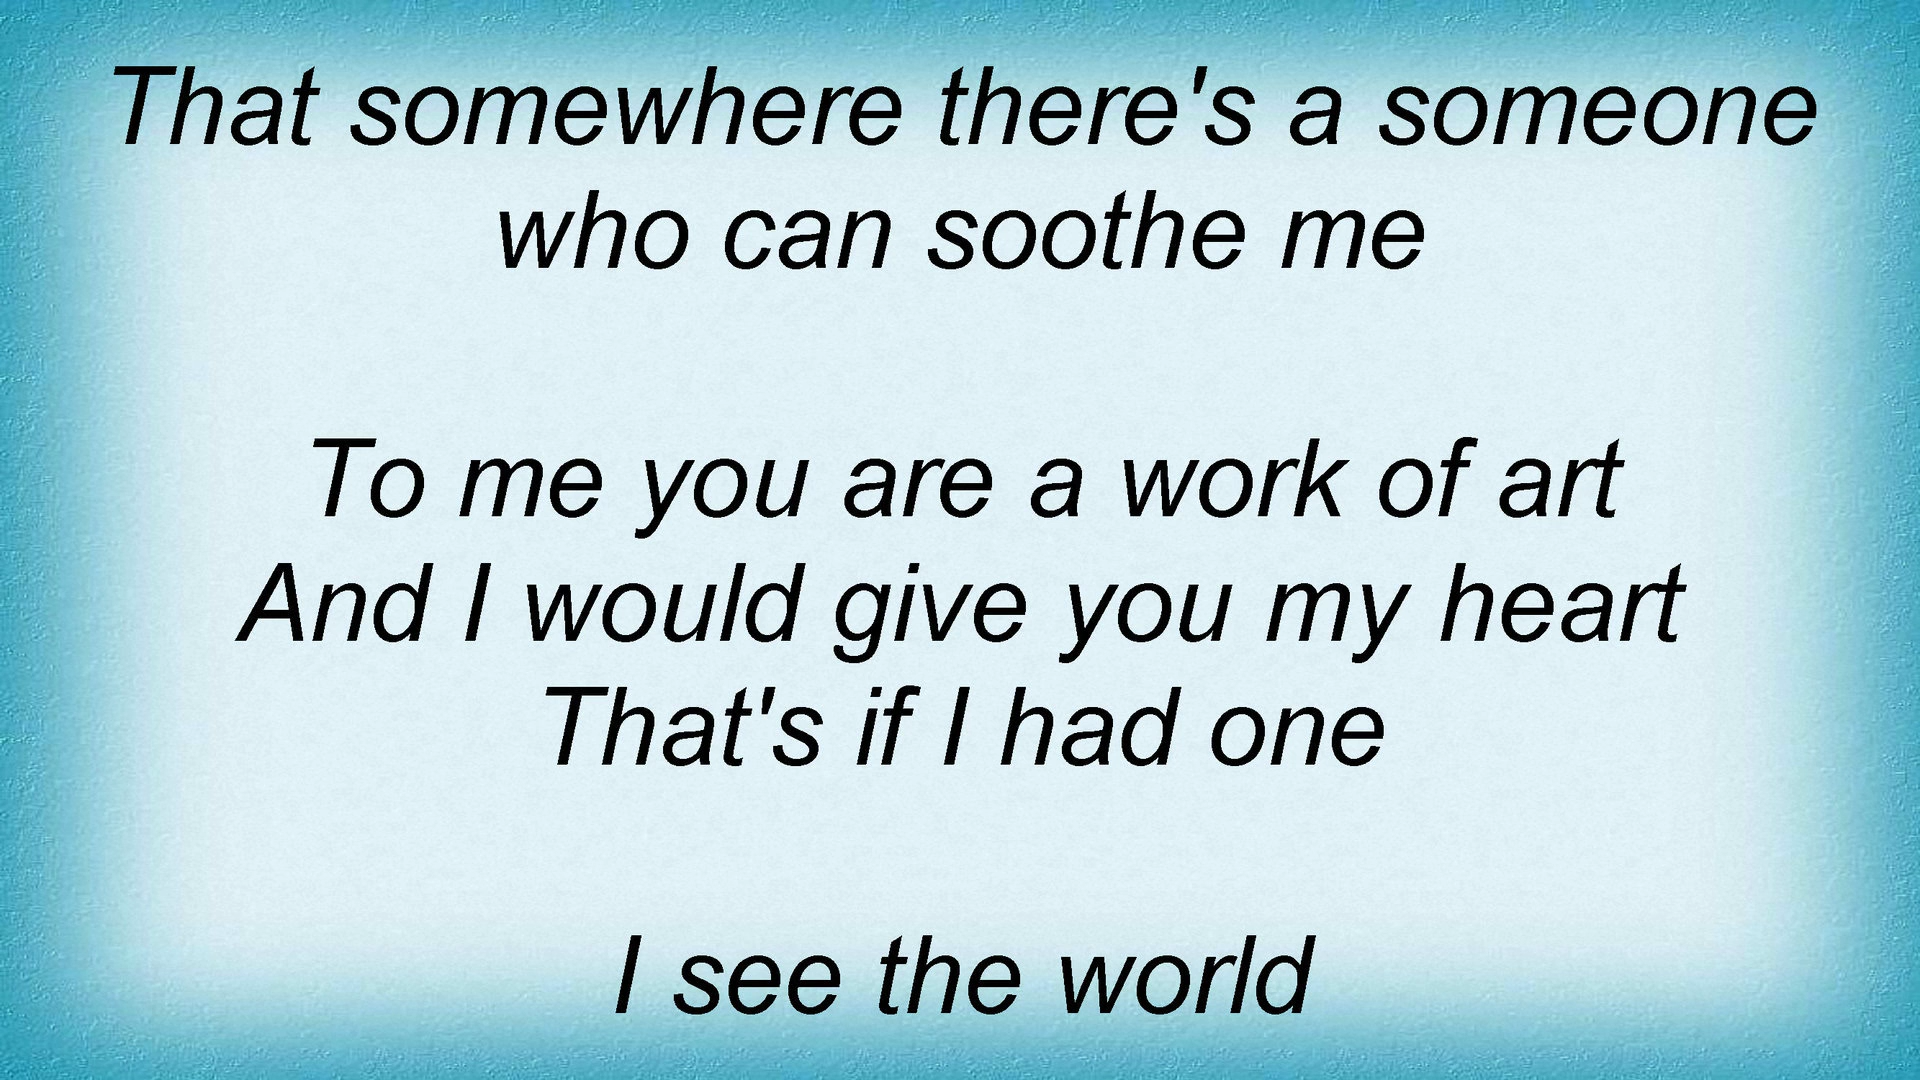 That somewhere there's a someone
who can soothe me
To me you are a work of art
And I would give you my heart
That's if I had one
I see the world